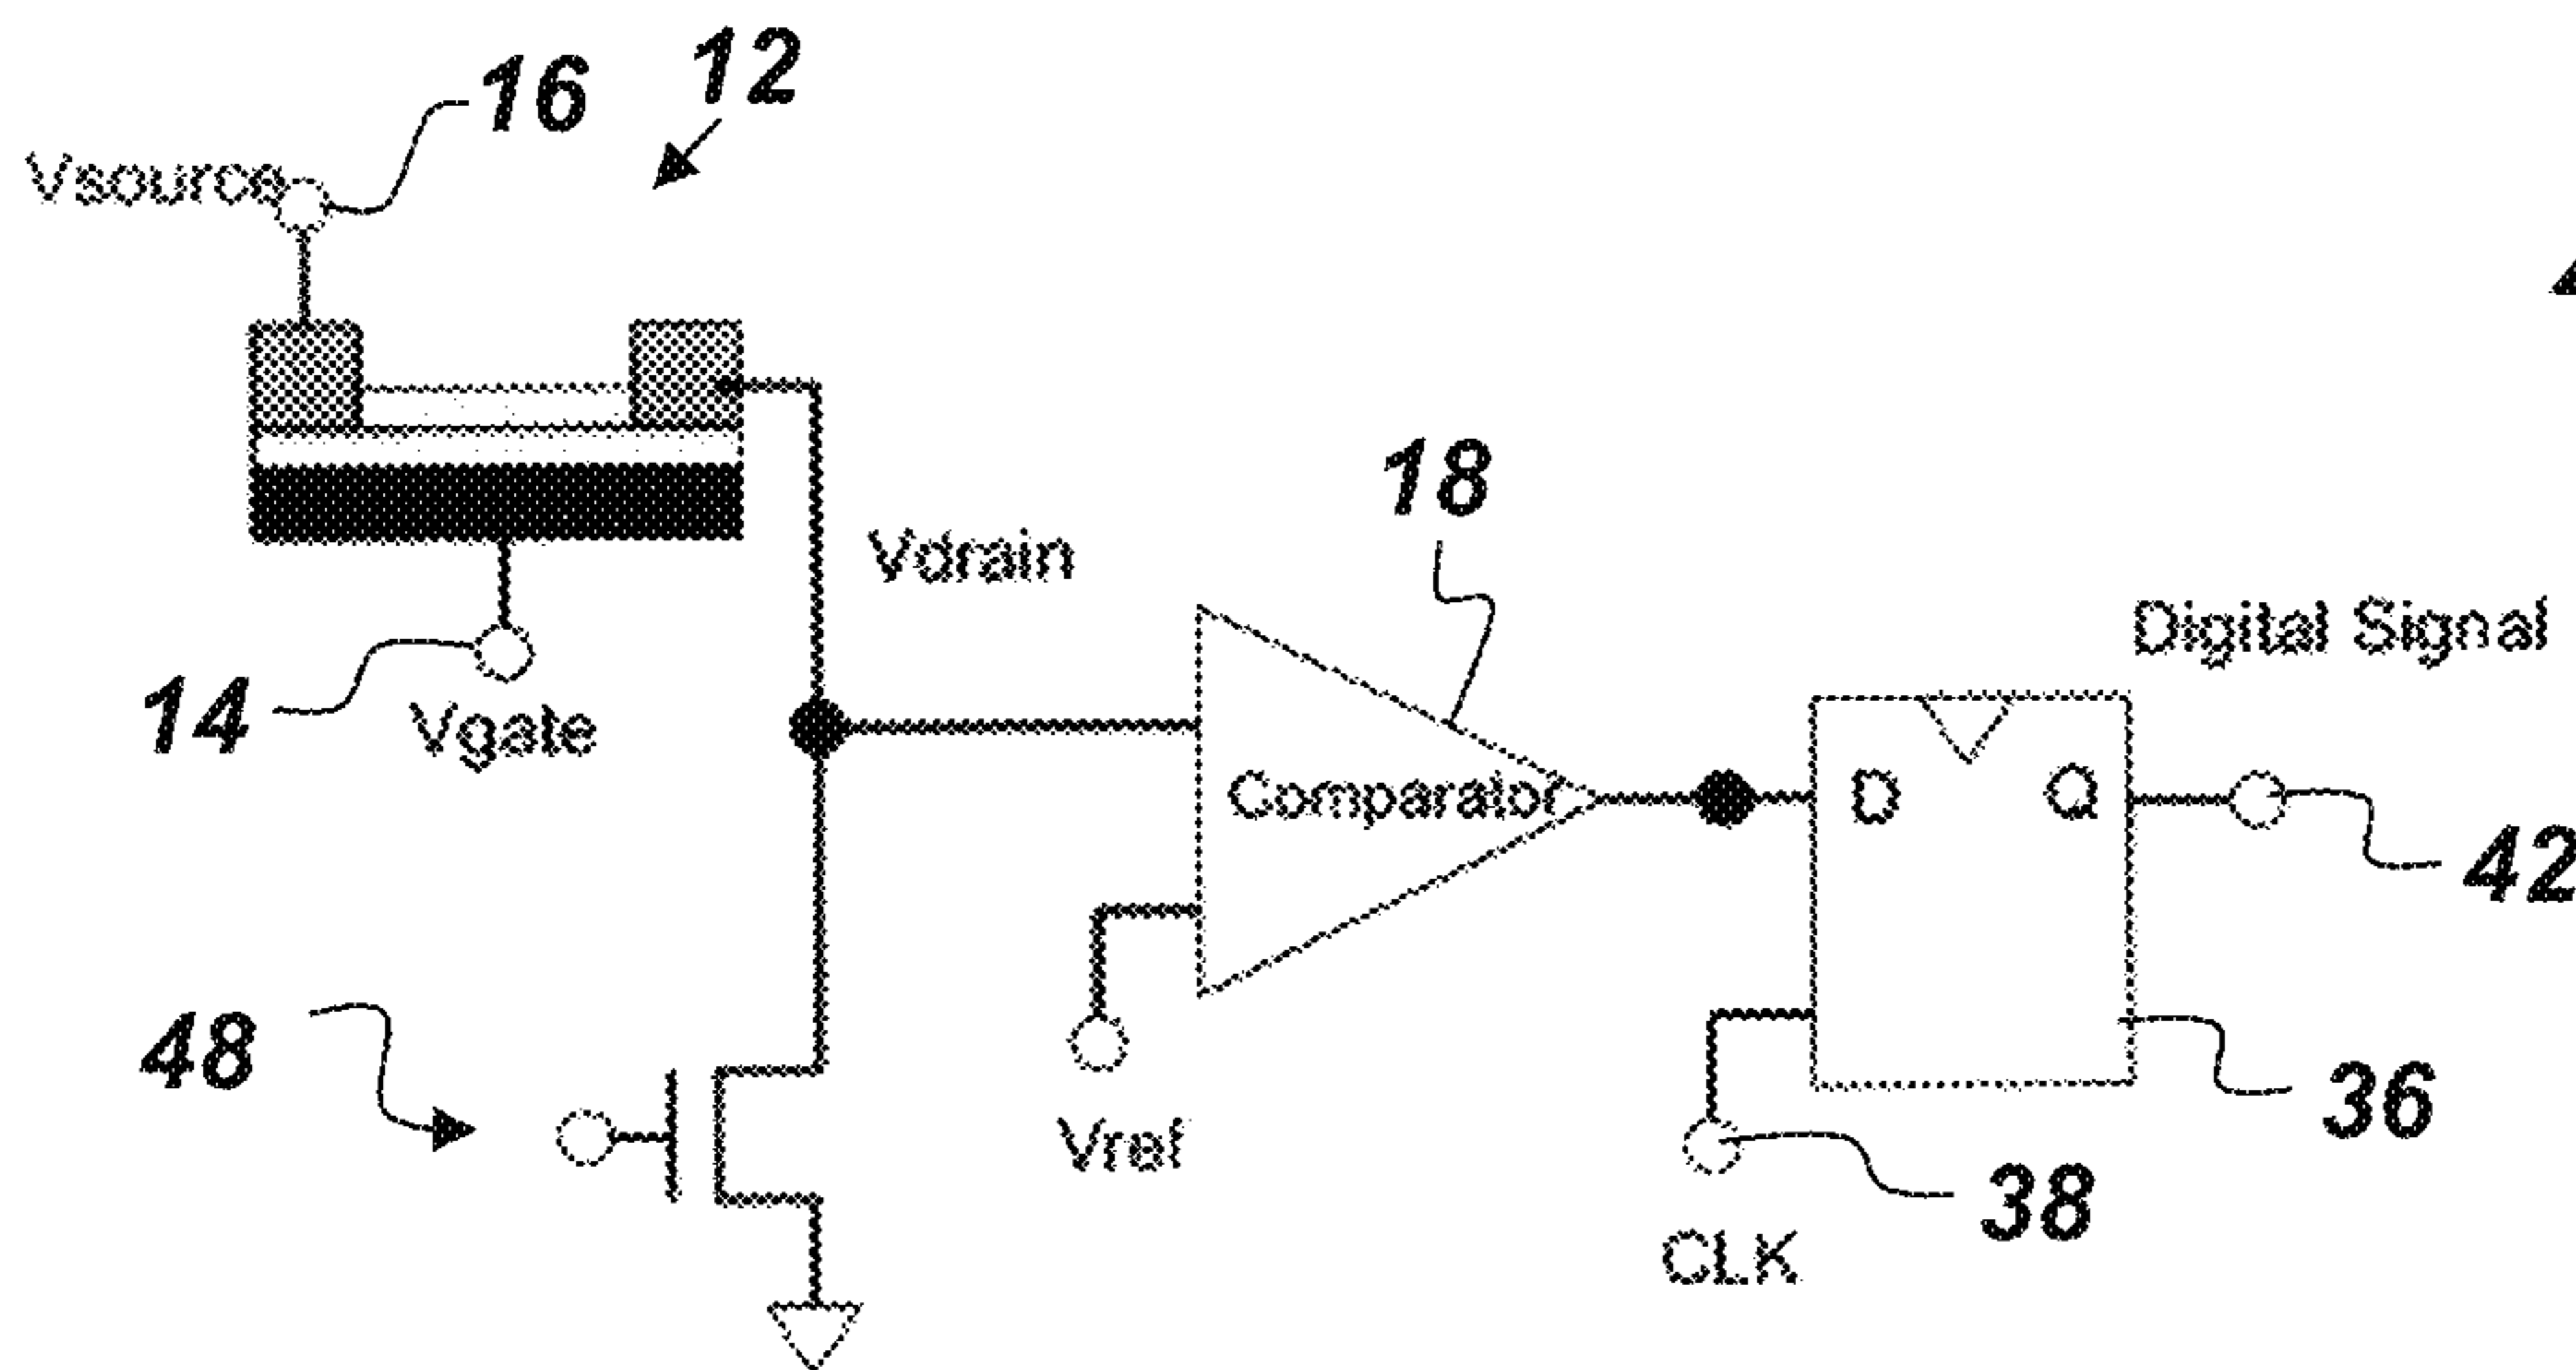 16
12
Vsource
18
Vdrain
Digital Signal
14
Vgate
Comparator
D
Q
42
48
Vref
36
38
CLK